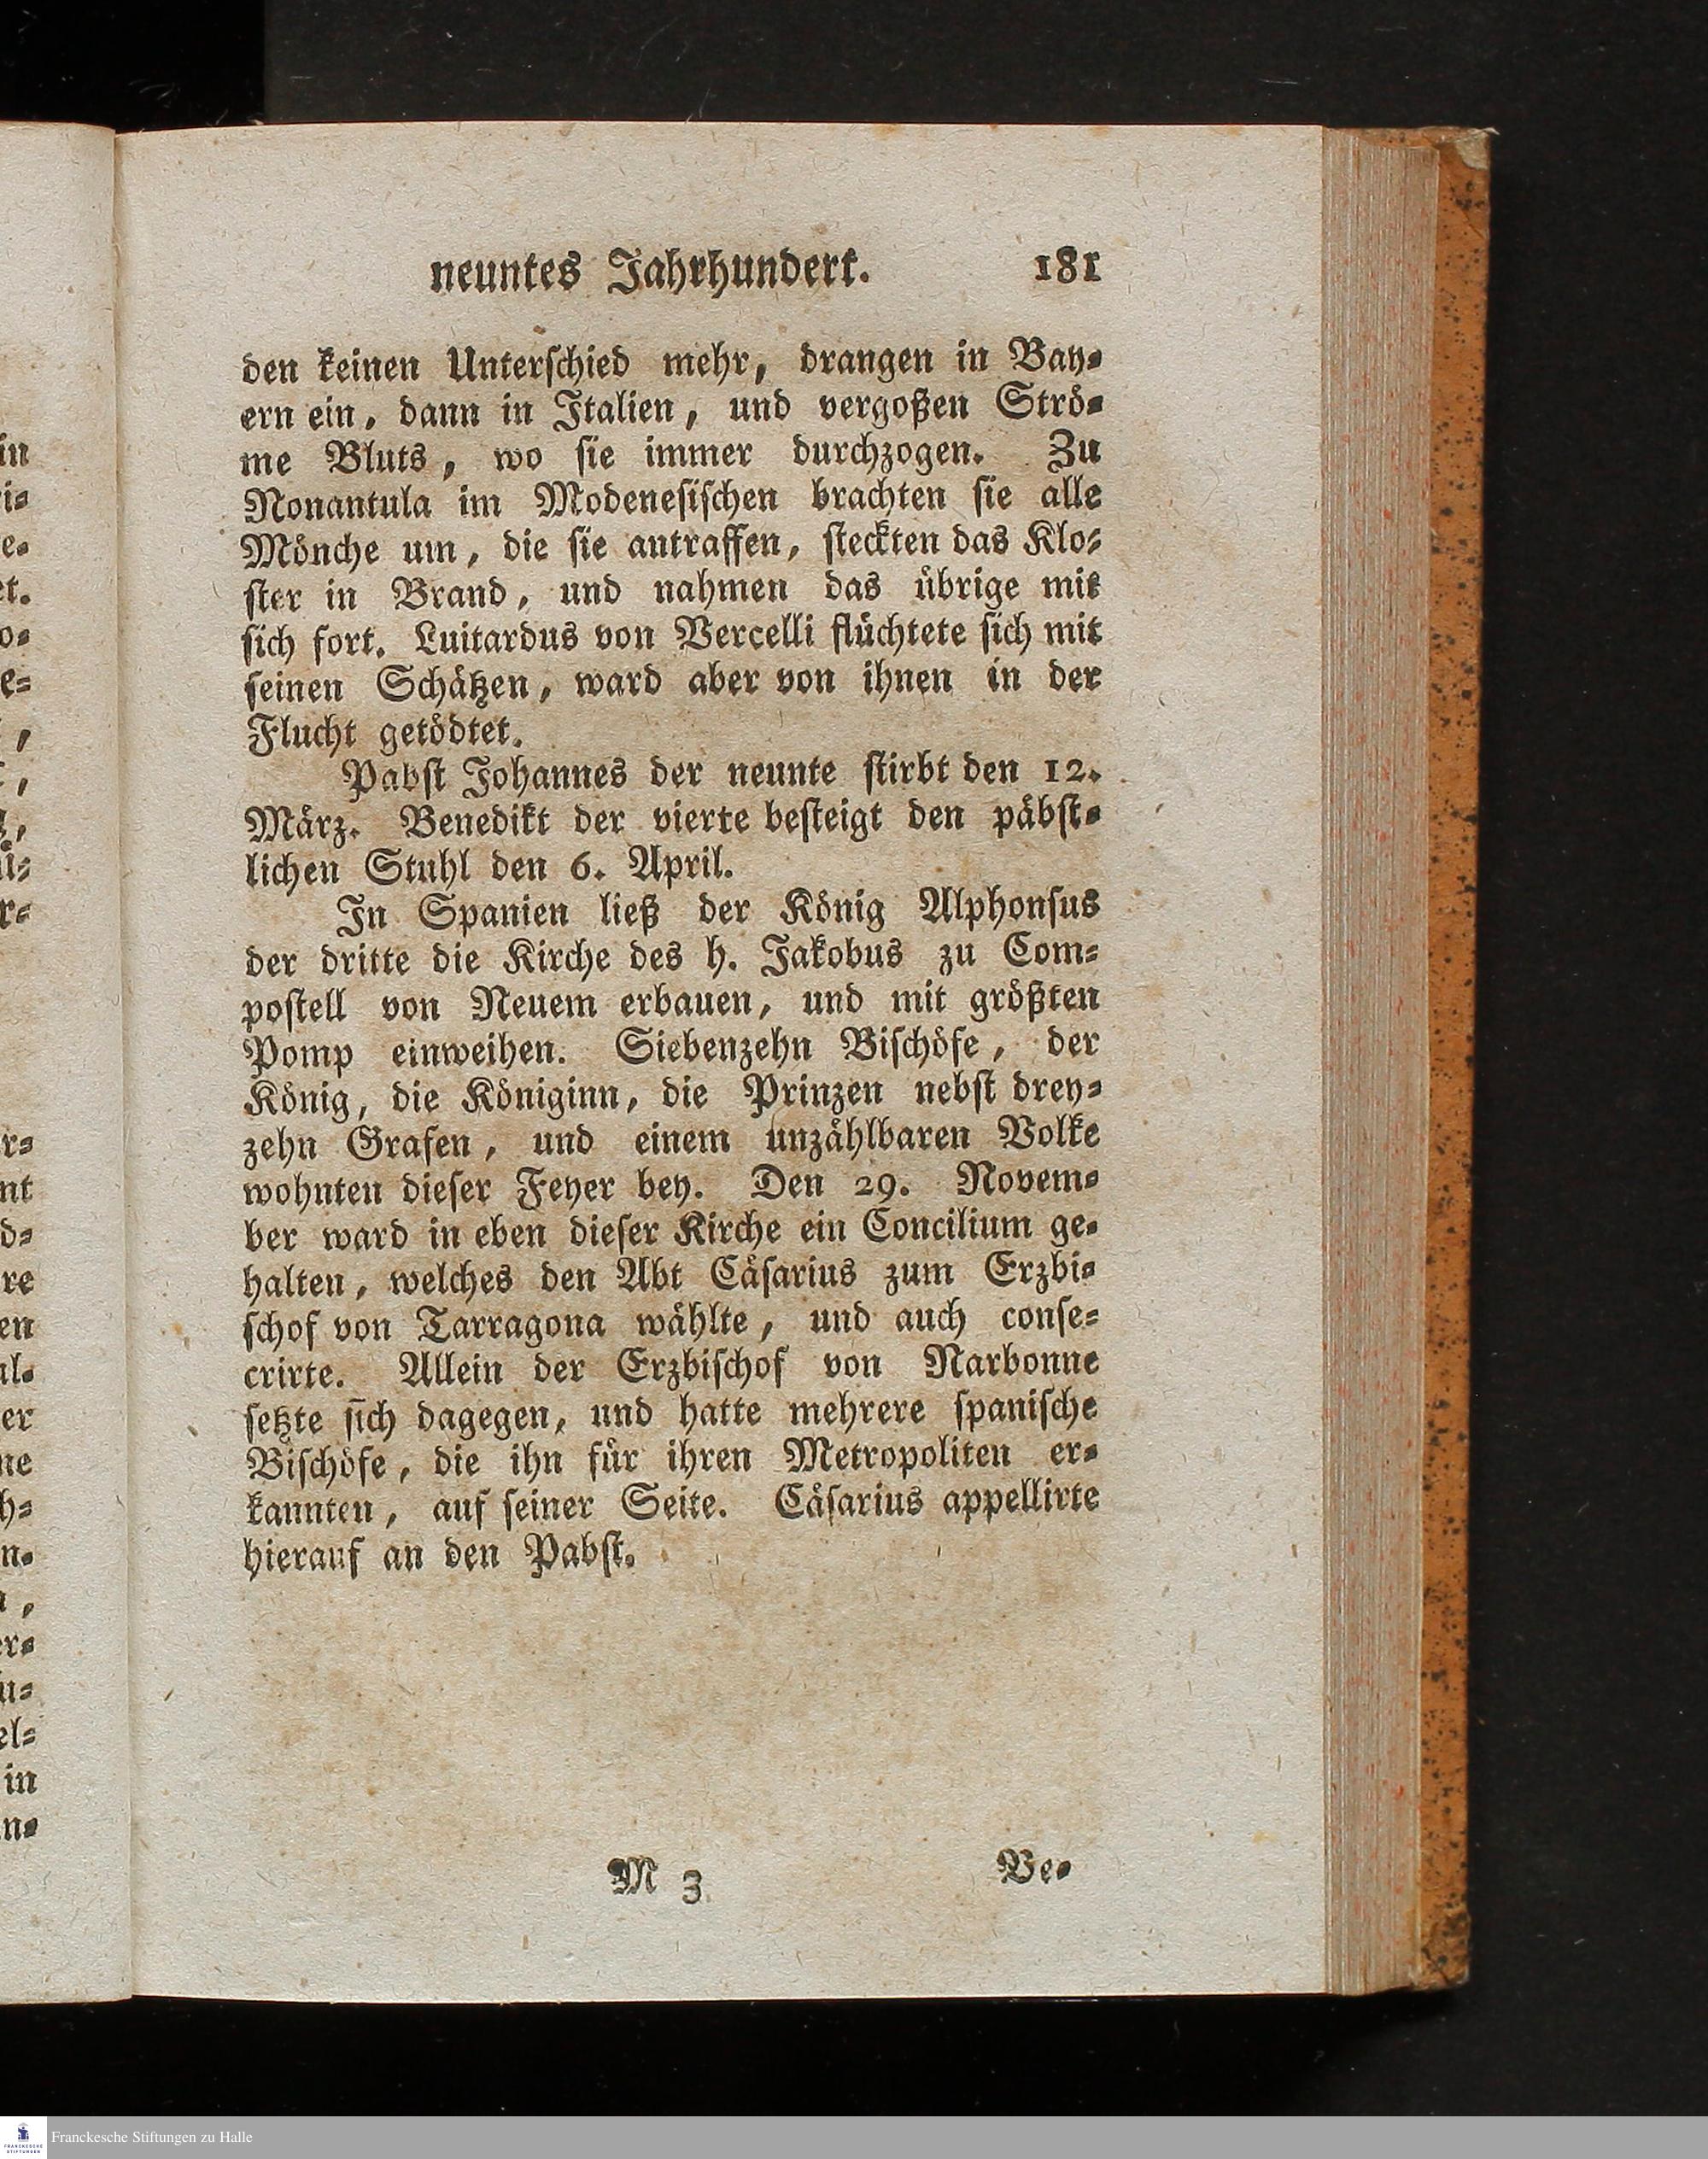 neuntes Jahrhundert. 181
den keinen Unterschied mehr, drangen in Bay-
ern ein, dann in Italien, und vergoßen Strö-
me Bluts, wo sie immer durchzogen. Zu
Nonantula im Modenesischen brachten sie alle
Mönche um, die sie antraffen, steckten das Klo-
ster in Brand, und nahmen das übrige mit
sich fort. Luitardus von Vercelli flüchtete sich mit
seinen Schätzen, ward aber von ihnen in der
Flucht getödtet.
Pabst Johannes der neunte stirbt den 12.
März. Benedikt der vierte besteigt den päbst-
lichen Stuhl den 6. April.
In Spanien ließ der König Alphonsus
der dritte die Kirche des h. Jakobus zu Com-
postell von Neuem erbauen, und mit größten
Pomp einweihen. Siebenzehn Bischöfe, der
König, die Königinn, die Prinzen nebst drey-
zehn Grafen, und einem unzählbaren Volke
wohnten dieser Feyer bey. Den 29. Novem-
ber ward in eben dieser Kirche ein Concilium ge-
halten, welches den Abt Cäsarius zum Erzbi-
schof von Tarragona wählte, und auch conse-
crirte. Allein der Erzbischof von Narbonne
setzte sich dagegen, und hatte mehrere spanische
Bischöfe, die ihn für ihren Metropoliten er-
kannten, auf seiner Seite. Cäsarius appellirte
hierauf an den Pabst.
M 3 Ve-
Franckesche Stiftungen zu Halle